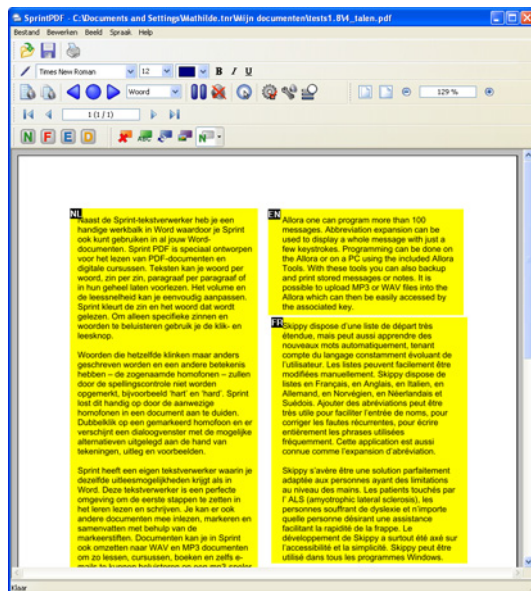 SprintPDF - C:\Documents and Settings\Mathilde.tnr\Mijn documenten\tests1.8\4_talen.pdf
Bestand Bewerken Beeld Spraak Help
Times New Roman 12 B I U
Woord 129 %
1 (1 / 1)
N F E D ABC N
NL
Naast de Sprint-tekstverwerker heb je een
handige werkbalk in Word waardoor je Sprint
ook kunt gebruiken in al jouw Word-
documenten. Sprint PDF is speciaal ontworpen
voor het lezen van PDF-documenten en
digitale cursussen. Teksten kan je woord per
woord, zin per zin, paragraaf per paragraaf of
in hun geheel laten voorlezen. Het volume en
de leessnelheid kan je eenvoudig aanpassen.
Sprint kleurt de zin en het woord dat wordt
gelezen. Om alleen specifieke zinnen en
woorden te beluisteren gebruik je de klik- en
leesknop.
Woorden die hetzelfde klinken maar anders
geschreven worden en een andere betekenis
hebben – de zogenaamde homofonen – zullen
door de spellingscontrole niet worden
opgemerkt, bijvoorbeeld 'hart' en 'hard'. Sprint
lost dit handig op door de aanwezige
homofonen in een document aan te duiden.
Dubbelklik op een gemarkeerd homofoon en er
verschijnt een dialoogvenster met de mogelijke
alternatieven uitgelegd aan de hand van
tekeningen, uitleg en voorbeelden.
Sprint heeft een eigen tekstverwerker waarin je
dezelfde uitleesmogelijkheden krijgt als in
Word. Deze tekstverwerker is een perfecte
omgeving om de eerste stappen te zetten in
het leren lezen en schrijven. Je kan er ook
andere documenten mee inlezen, markeren en
samenvatten met behulp van de
markeerstiften. Documenten kan je in Sprint
ook omzetten naar WAV en MP3 documenten
om zo lessen, cursussen, boeken en zelfs e-
mails te kunnen beluisteren op een mp3 speler
EN
Allora one can program more than 100
messages. Abbreviation expansion can be
used to display a whole message with just a
few keystrokes. Programming can be done on
the Allora or on a PC using the included Allora
Tools. With these tools you can also backup
and print stored messages or notes. It is
possible to upload MP3 or WAV files into the
Allora which can then be easily accessed by
the associated key.
FR
Skippy dispose d'une liste de départ très
étendue, mais peut aussi apprendre des
nouveaux mots automatiquement, tenant
compte du langage constamment évoluant de
l'utilisateur. Les listes peuvent facilement être
modifiées manuellement. Skippy dispose de
listes en Français, en Anglais, en Italien, en
Allemand, en Norvégien, en Néerlandais et
Suédois. Ajouter des abréviations peut être
très utile pour faciliter l'entrée de noms, pour
corriger les fautes récurrentes, pour écrire
entièrement les phrases utilisées
fréquemment. Cette application est aussi
connue comme l'expansion d'abréviation.
Skippy s'avère être une solution parfaitement
adaptée aux personnes ayant des limitations
au niveau des mains. Les patients touchés par
l' ALS (amyotrophic lateral sclerosis), les
personnes souffrant de dyslexie et n'importe
quelle personne désirant une assistance
facilitant la rapidité de la frappe. Le
développement de Skippy a surtout été axé sur
l'accessibilité et la simplicité. Skippy peut être
utilisé dans tous les programmes Windows.
Klaar